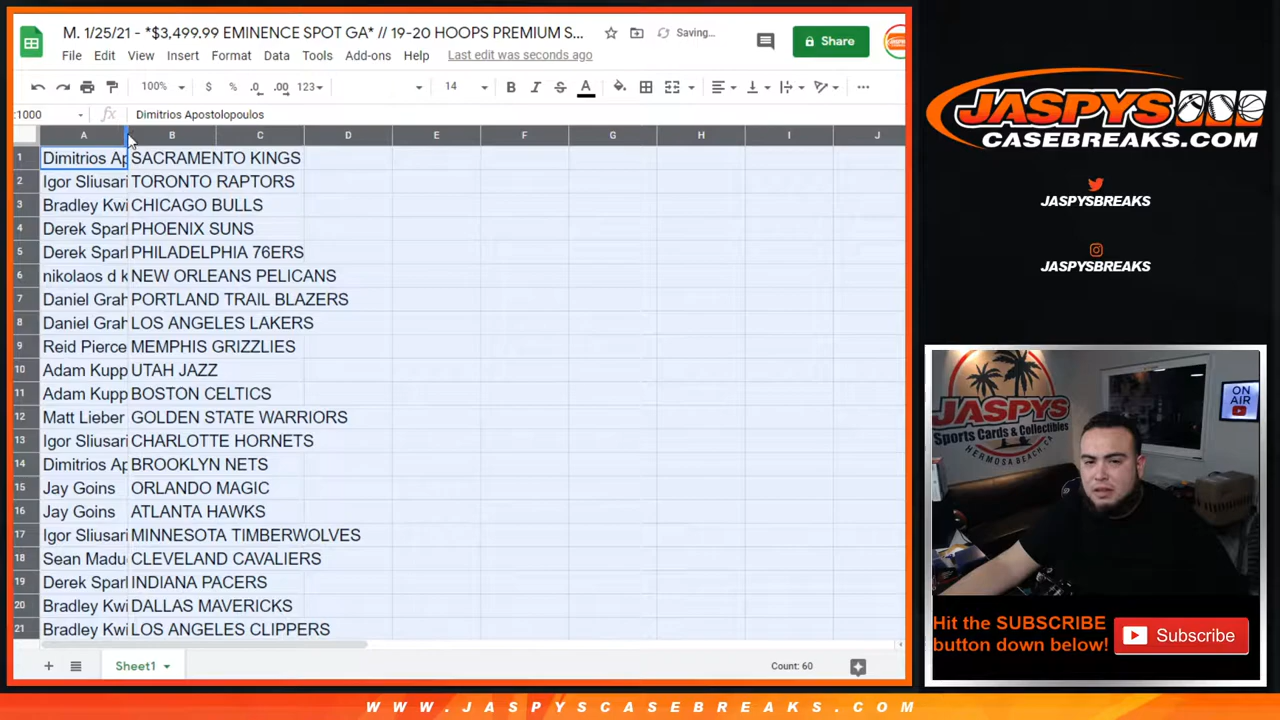 M. 1/25/21 - *$3,499.99 EMINENCE SPOT GA* // 19-20 HOOPS PREMIUM S...
Saving...
File Edit View Insert Format Data Tools Add-ons Help Last edit was seconds ago
Share
100% $ % .0 .00 123 14 B I S A
:1000 fx Dimitrios Apostolopoulos
A B C D E F G H I J
1 Dimitrios Ap SACRAMENTO KINGS
2 Igor Sliusari TORONTO RAPTORS
3 Bradley Kwi CHICAGO BULLS
4 Derek Sparl PHOENIX SUNS
5 Derek Sparl PHILADELPHIA 76ERS
6 nikolaos d k NEW ORLEANS PELICANS
7 Daniel Grah PORTLAND TRAIL BLAZERS
8 Daniel Grah LOS ANGELES LAKERS
9 Reid Pierce MEMPHIS GRIZZLIES
10 Adam Kupp UTAH JAZZ
11 Adam Kupp BOSTON CELTICS
12 Matt Lieber GOLDEN STATE WARRIORS
13 Igor Sliusari CHARLOTTE HORNETS
14 Dimitrios Ap BROOKLYN NETS
15 Jay Goins ORLANDO MAGIC
16 Jay Goins ATLANTA HAWKS
17 Igor Sliusari MINNESOTA TIMBERWOLVES
18 Sean Madu CLEVELAND CAVALIERS
19 Derek Sparl INDIANA PACERS
20 Bradley Kwi DALLAS MAVERICKS
21 Bradley Kwi LOS ANGELES CLIPPERS
Sheet1
Count: 60
JASPYS
CASEBREAKS.COM
JASPYSBREAKS
JASPYSBREAKS
JASPYS
Sports Cards & Collectibles
HERMOSA BEACH, CA
ON
AIR
Hit the SUBSCRIBE
button down below!
Subscribe
WWW.JASPYSCASEBREAKS.COM